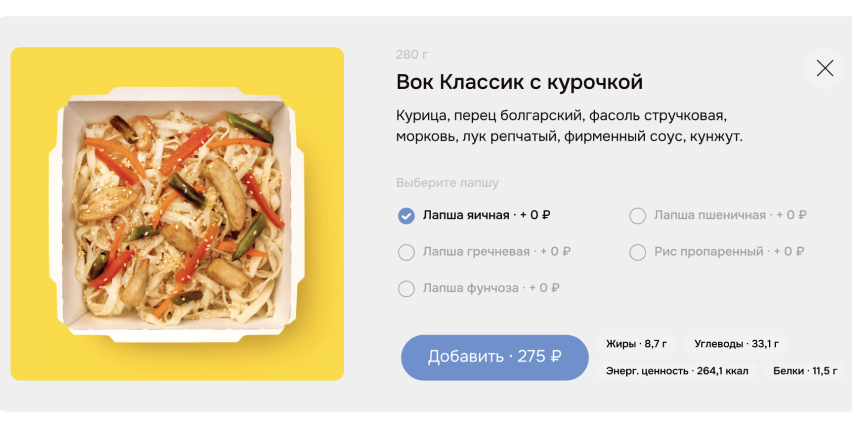 280 г
Вок Классик с курочкой
Курица, перец болгарский, фасоль стручковая,
морковь, лук репчатый, фирменный соус, кунжут.
Выберите лапшу
Лапша яичная · + 0 ₽
Лапша пшеничная · + 0 ₽
Лапша гречневая · + 0 ₽
Рис пропаренный · + 0 ₽
Лапша фунчоза · + 0 ₽
Добавить · 275 ₽
Жиры · 8,7 г
Углеводы · 33,1 г
Энерг. ценность · 264,1 ккал
Белки · 11,5 г